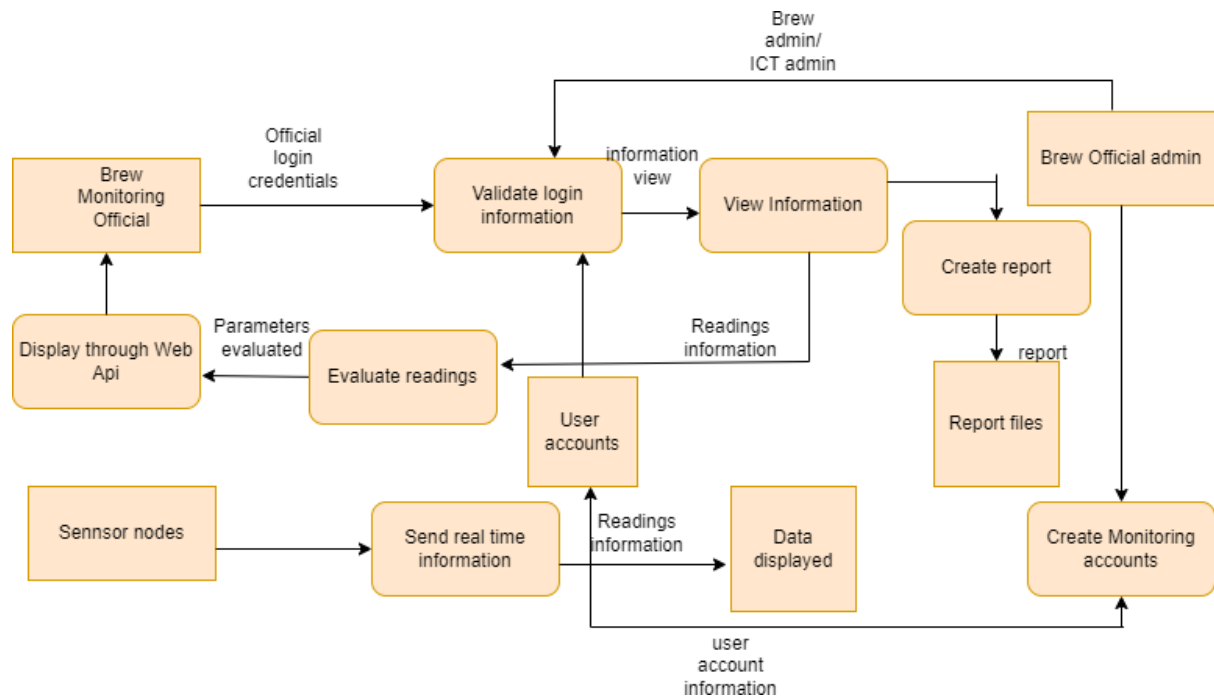 Brew
admin/
ICT admin
Official
login
credentials
information
view
Brew Official admin
Brew
Monitoring
Official
Validate login
information
View Information
Create report
Parameters
evaluated
Readings
information
Display through Web
Api
Evaluate readings
report
User
accounts
Report files
Sennsor nodes
Send real time
information
Readings
information
Data
displayed
Create Monitoring
accounts
user
account
information